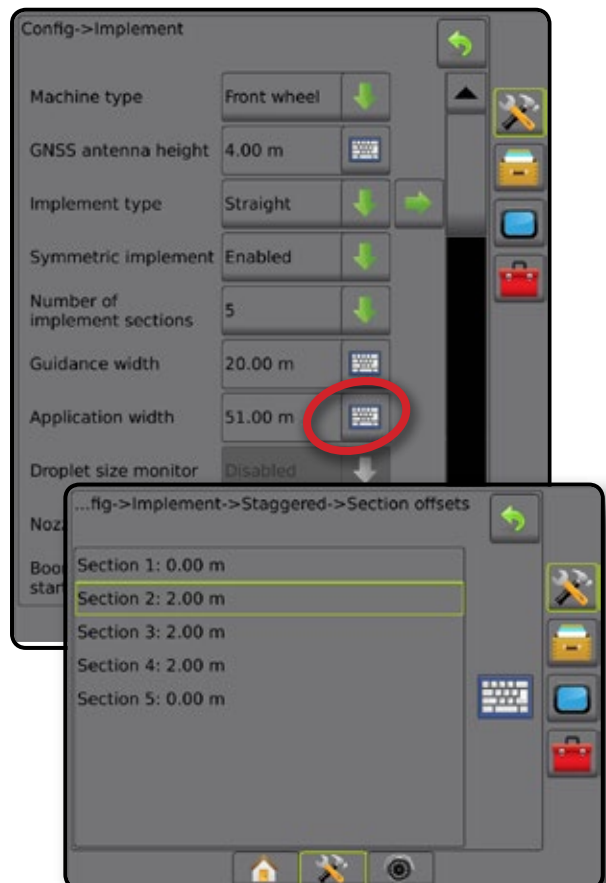 Config->Implement
Machine type Front wheel
GNSS antenna height 4.00 m
Implement type Straight
Symmetric implement Enabled
Number of
implement sections 5
Guidance width 20.00 m
Application width 51.00 m
Droplet size monitor Disabled
...fig->Implement->Staggered->Section offsets
Section 1: 0.00 m
Section 2: 2.00 m
Section 3: 2.00 m
Section 4: 2.00 m
Section 5: 0.00 m